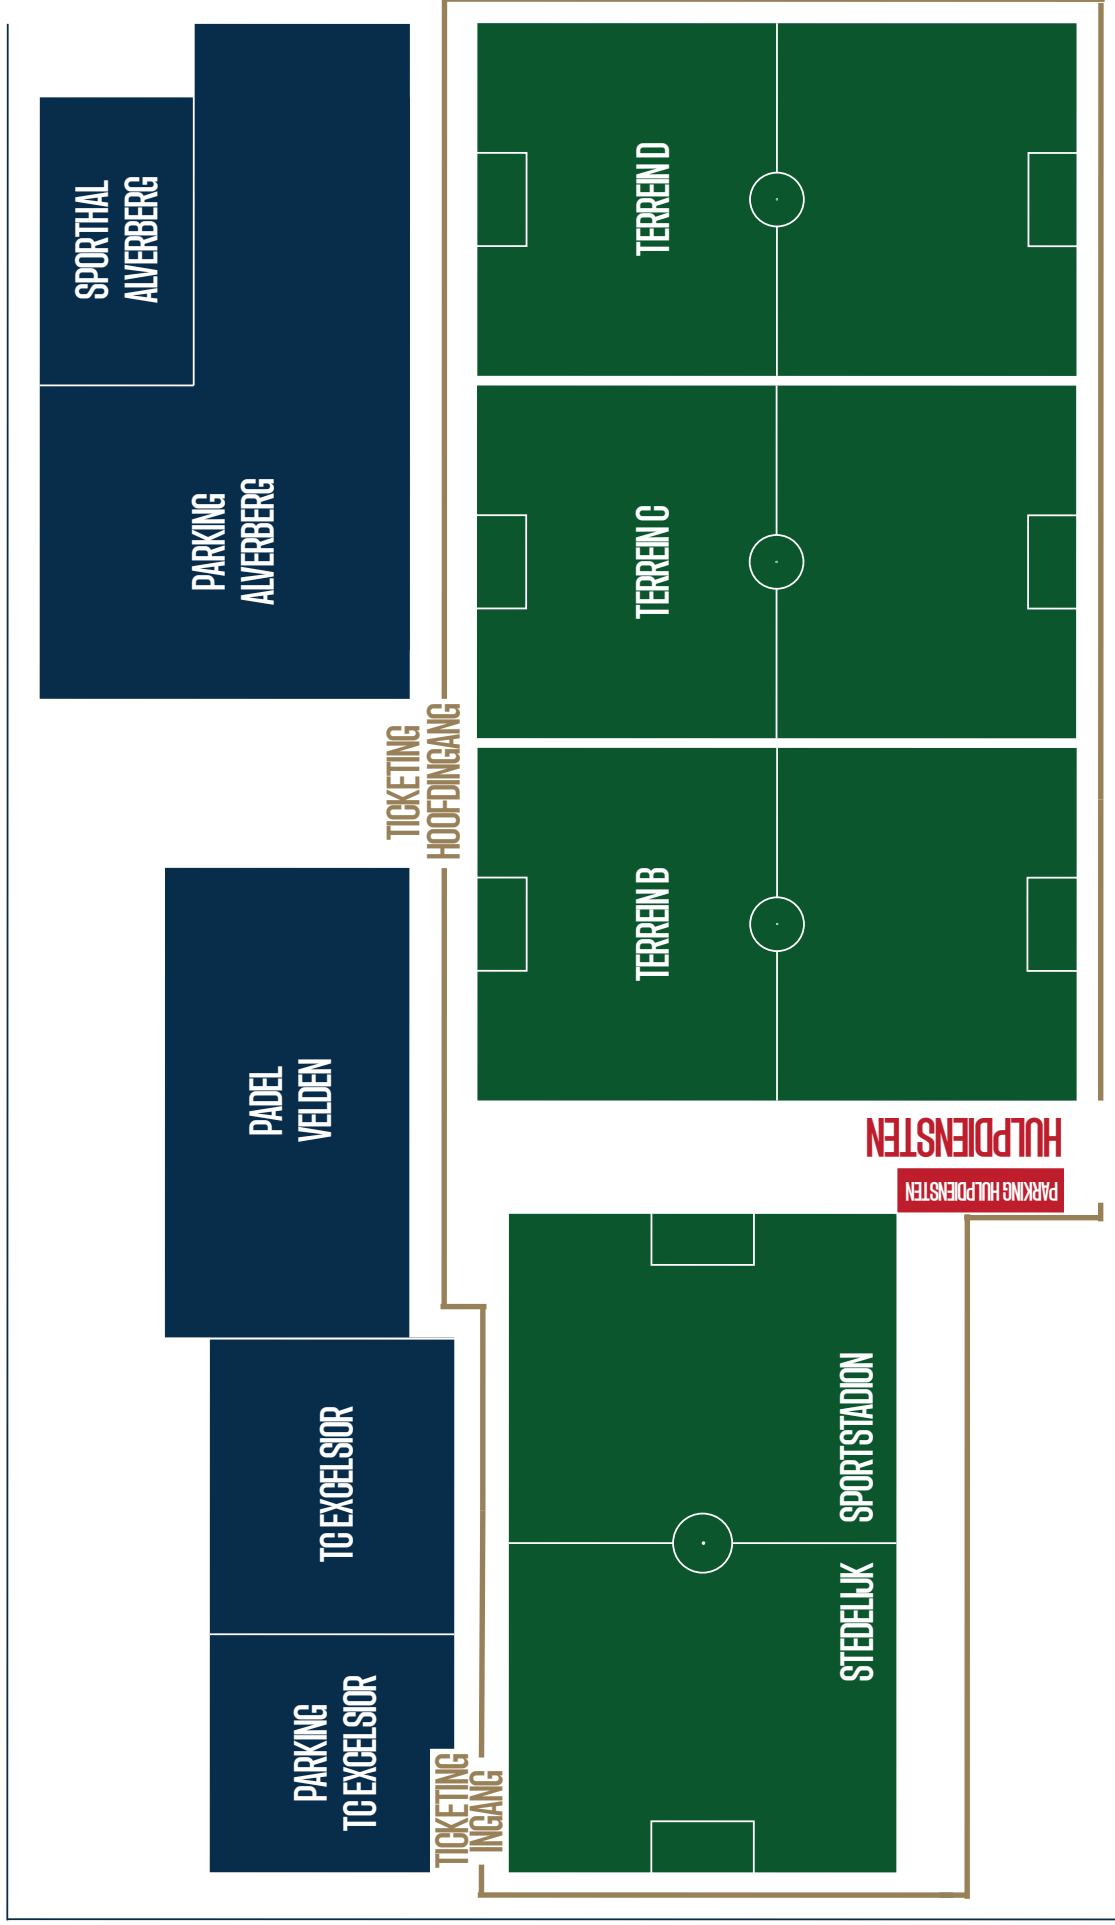 SPORTHAL
ALVERBERG
PARKING
ALVERBERG
TERREIN D
TERREIN C
TERREIN B
TICKETING
HOOFDINGANG
PADEL
VELDEN
HULPDIENSTEN
PARKING HULPDIENSTEN
TC EXCELSIOR
STEDELIJK SPORTSTADION
PARKING
TC EXCELSIOR
TICKETING
INGANG